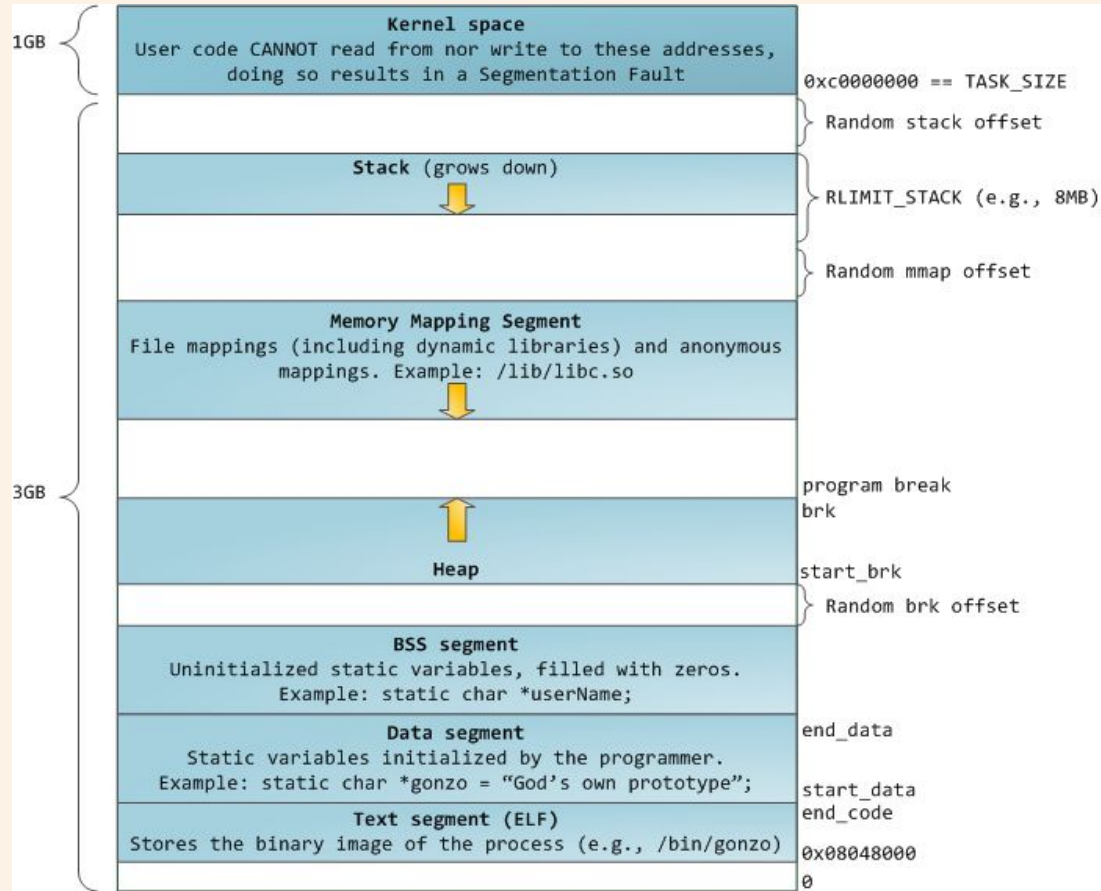 1GB
Kernel space
User code CANNOT read from nor write to these addresses,
doing so results in a Segmentation Fault
0xc0000000 == TASK_SIZE
Random stack offset
Stack (grows down)
RLIMIT_STACK (e.g., 8MB)
Random mmap offset
Memory Mapping Segment
File mappings (including dynamic libraries) and anonymous
mappings. Example: /lib/libc.so
3GB
program break
brk
Heap
start_brk
Random brk offset
BSS segment
Uninitialized static variables, filled with zeros.
Example: static char *userName;
Data segment
Static variables initialized by the programmer.
Example: static char *gonzo = “God’s own prototype”;
end_data
start_data
Text segment (ELF)
Stores the binary image of the process (e.g., /bin/gonzo)
end_code
0x08048000
0